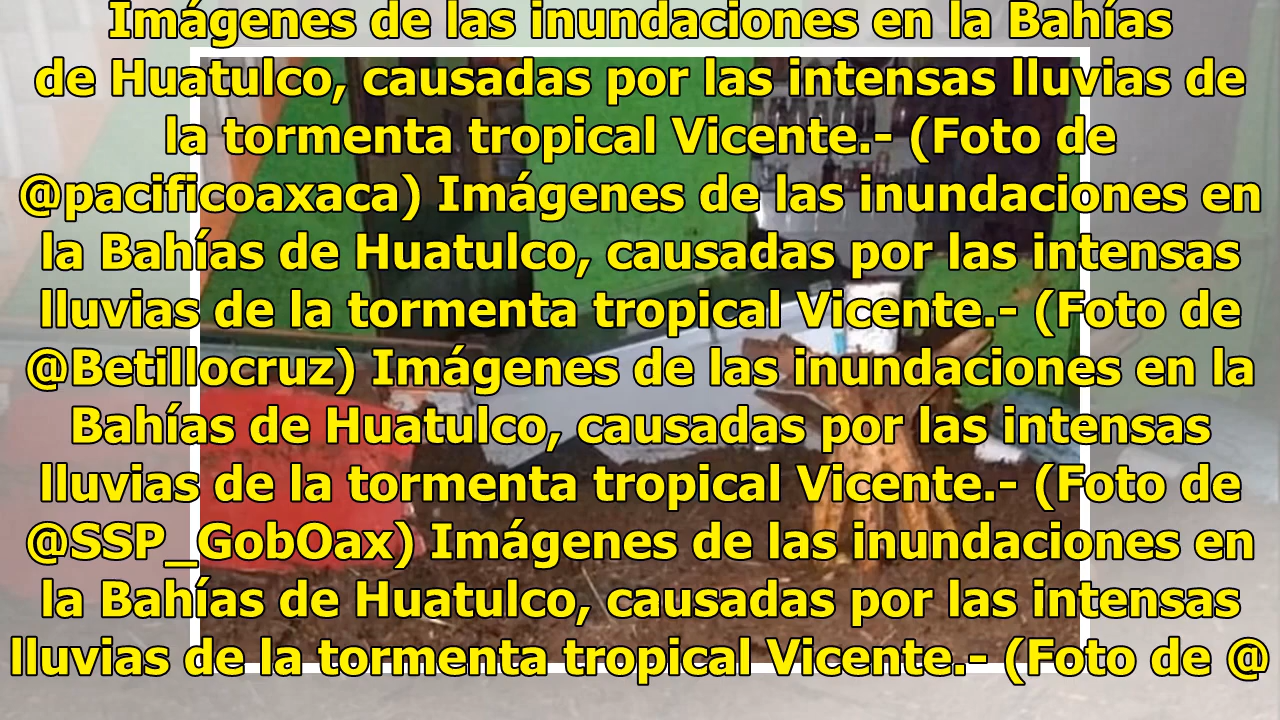 Imágenes de las inundaciones en la Bahías
de Huatulco, causadas por las intensas lluvias de
la tormenta tropical Vicente.- (Foto de
@pacificoaxaca) Imágenes de las inundaciones en
la Bahías de Huatulco, causadas por las intensas
lluvias de la tormenta tropical Vicente.- (Foto de
@Betillocruz) Imágenes de las inundaciones en la
Bahías de Huatulco, causadas por las intensas
lluvias de la tormenta tropical Vicente.- (Foto de
@SSP_GobOax) Imágenes de las inundaciones en
la Bahías de Huatulco, causadas por las intensas
lluvias de la tormenta tropical Vicente.- (Foto de @